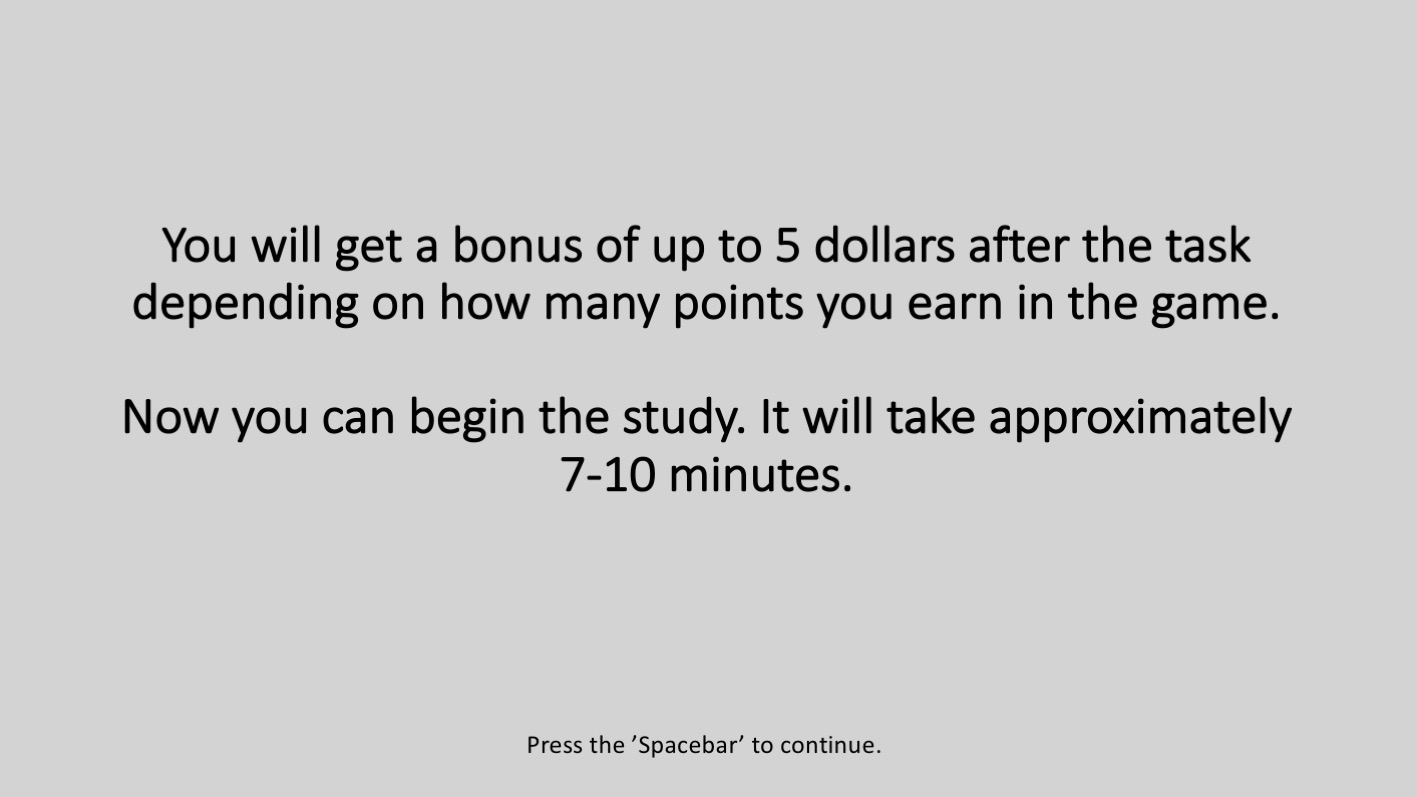 You will get a bonus of up to 5 dollars after the task
depending on how many points you earn in the game.
Now you can begin the study. It will take approximately
7-10 minutes.
Press the ’Spacebar’ to continue.